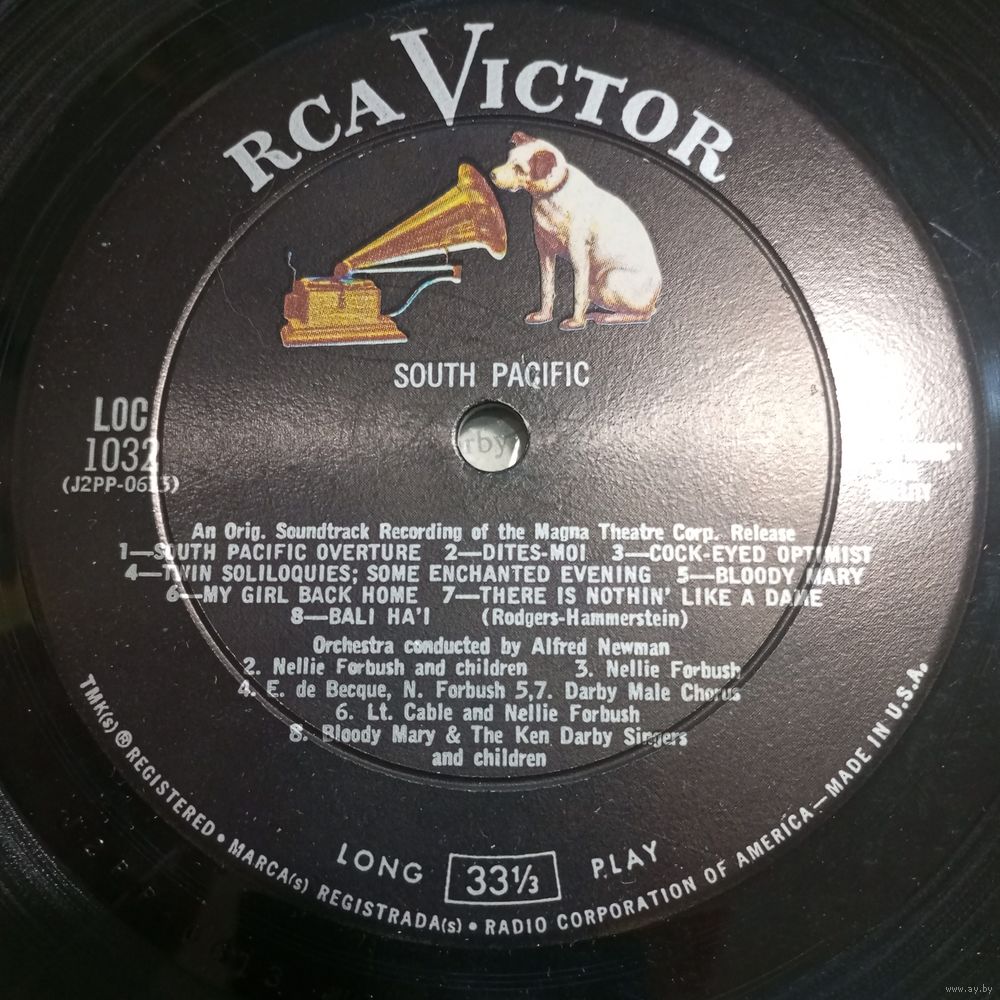 RCA VICTOR
SOUTH PACIFIC
LOC
1032
(J2PP-0613)
rby
An Orig. Soundtrack Recording of the Magna Theatre Corp. Release
1—SOUTH PACIFIC OVERTURE 2—DITES-MOI 3—COCK-EYED OPTIMIST
4—TWIN SOLILOQUIES; SOME ENCHANTED EVENING 5—BLOODY MARY
6—MY GIRL BACK HOME 7—THERE IS NOTHIN' LIKE A DAME
8—BALI HA'I (Rodgers-Hammerstein)
Orchestra conducted by Alfred Newman
2. Nellie Forbush and children 3. Nellie Forbush
4. E. de Becque, N. Forbush 5,7. Darby Male Chorus
6. Lt. Cable and Nellie Forbush
8. Bloody Mary & The Ken Darby Singers
and children
LONG 33⅓ PLAY
TMK(s) ® REGISTERED • MARCA(s) REGISTRADA(s) • RADIO CORPORATION OF AMERICA — MADE IN U.S.A.
www.ay.by